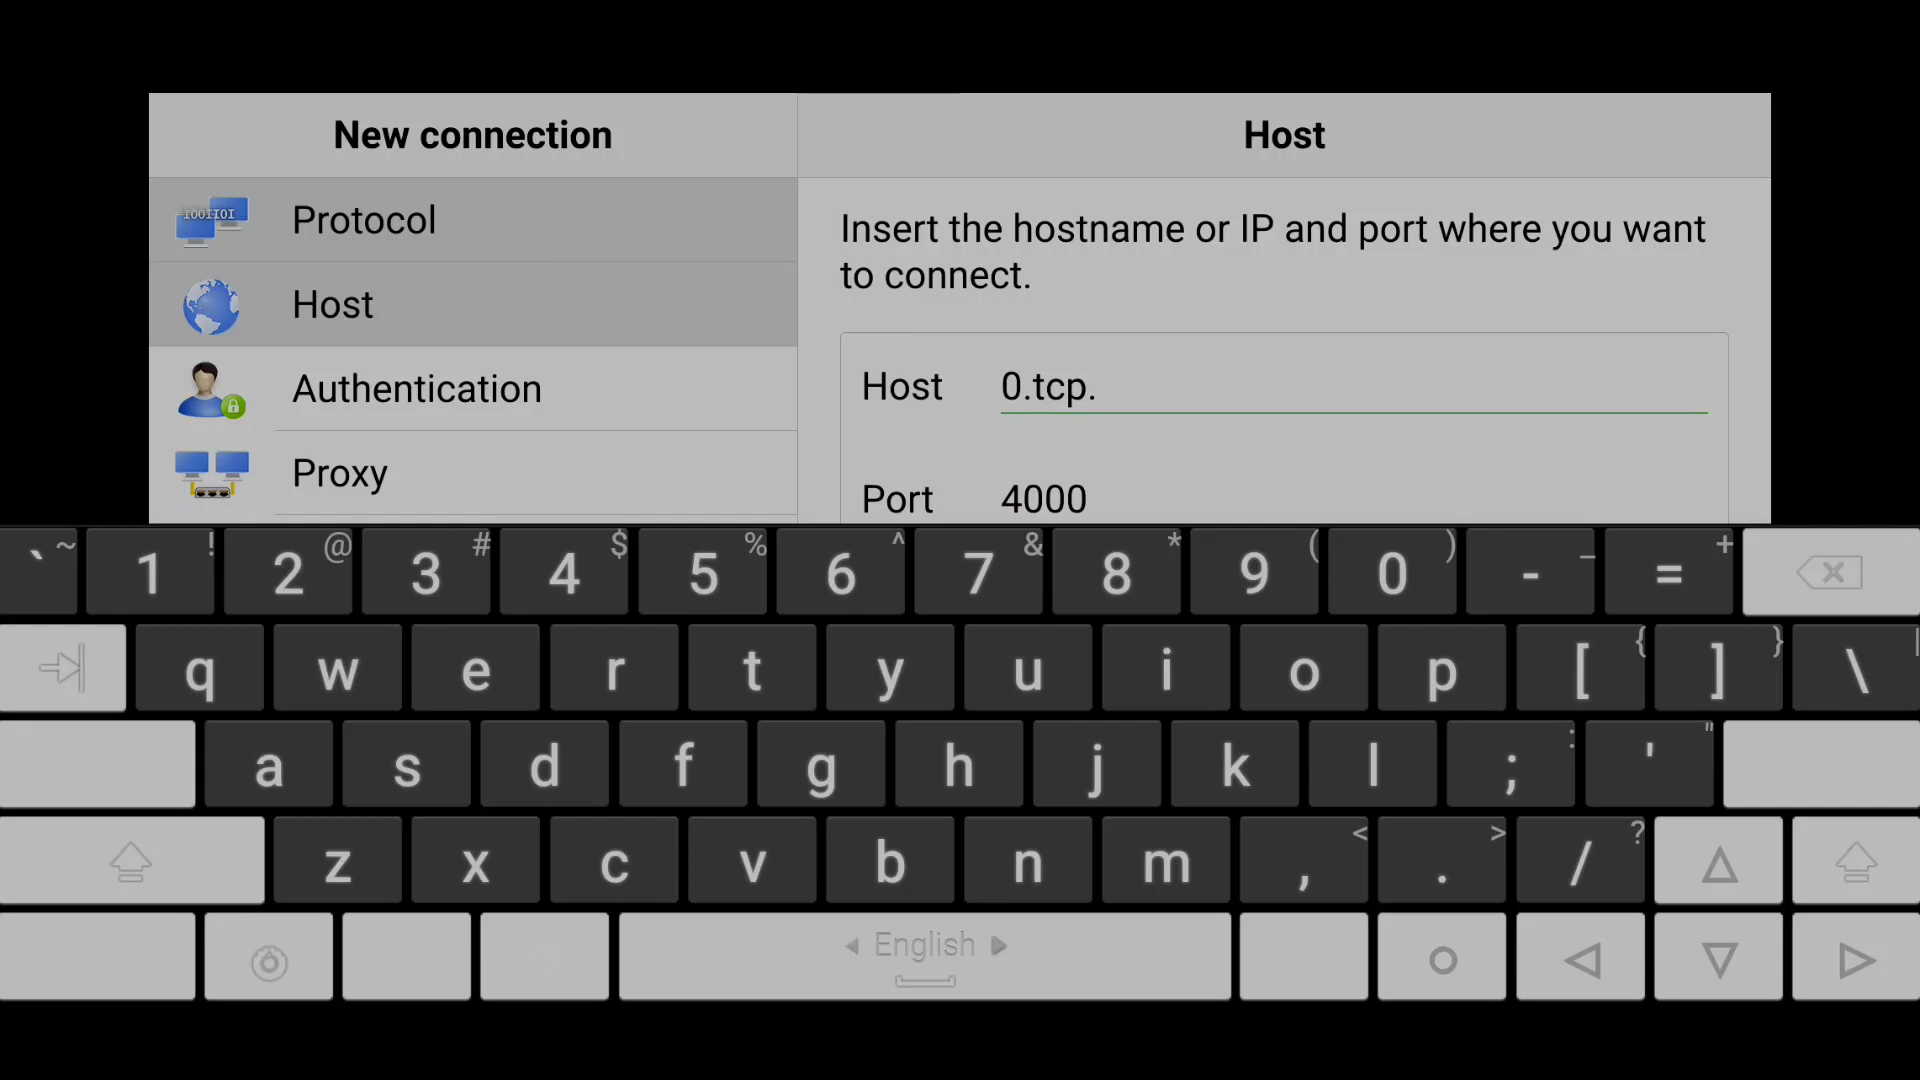 New connection
Host
Protocol
Host
Authentication
Proxy
Insert the hostname or IP and port where you want
to connect.
Host 0.tcp.
Port 4000
` ~ 1 ! 2 @ 3 # 4 $ 5 % 6 ^ 7 & 8 * 9 ( 0 ) - _ = +
q w e r t y u i o p [ { ] } \ |
a s d f g h j k l ; : ' "
z x c v b n m , < . > / ?
English